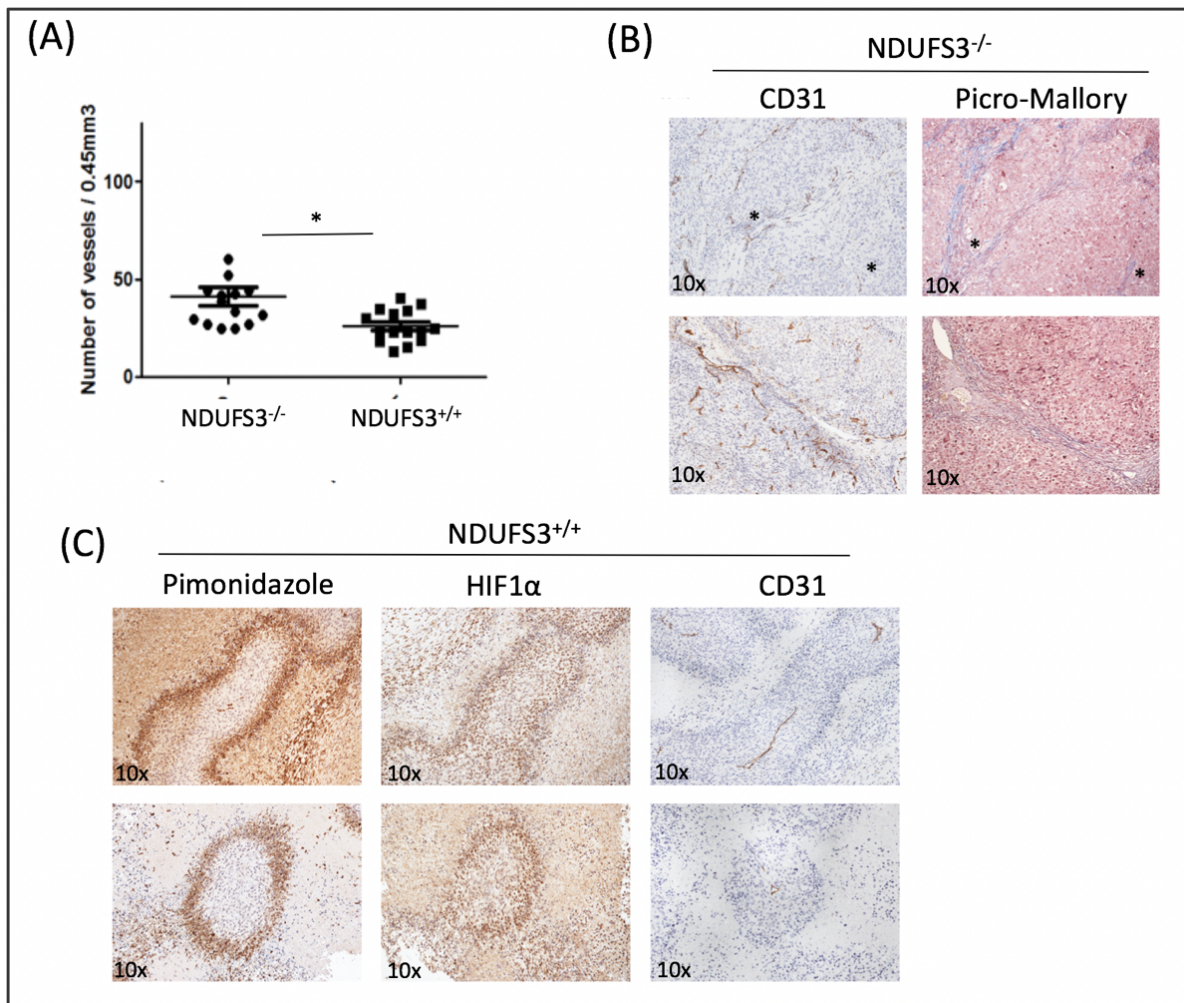 (A)
Number of vessels / 0.45mm3
100
*
50
0
NDUFS3-/-
NDUFS3+/+
(B)
NDUFS3-/-
CD31
Picro-Mallory
*
*
10x
*
*
10x
10x
10x
(C)
NDUFS3+/+
Pimonidazole
HIF1α
CD31
10x
10x
10x
10x
10x
10x